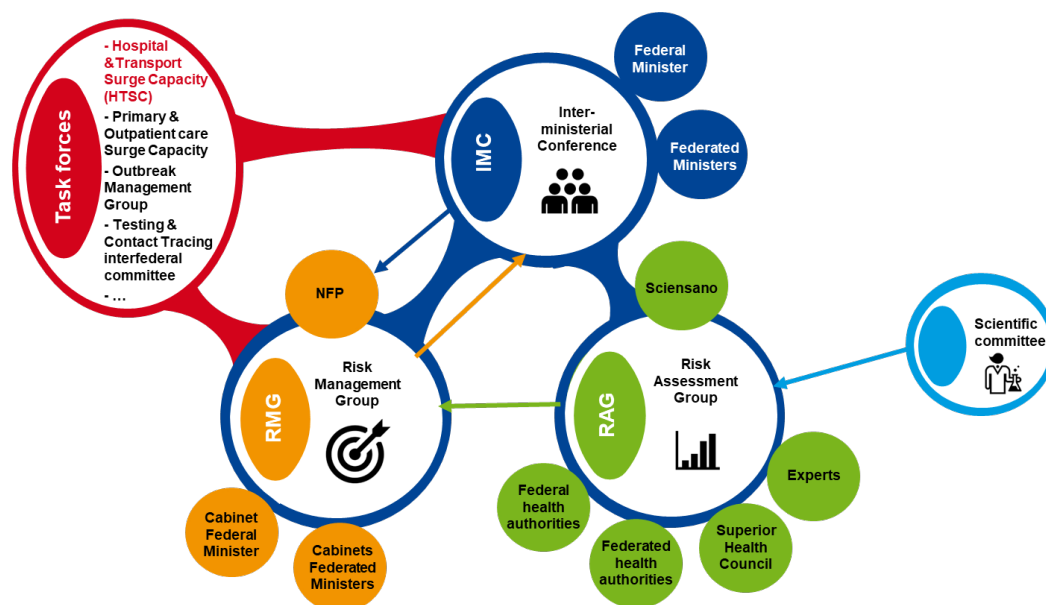 Task forces
- Hospital
&Transport
Surge Capacity
(HTSC)
- Primary &
Outpatient care
Surge Capacity
- Outbreak
Management
Group
- Testing &
Contact Tracing
interfederal
committee
- ...
IMC
Inter-
ministerial
Conference
Federal
Minister
Federated
Ministers
NFP
RMG
Risk
Management
Group
Cabinet
Federal
Minister
Cabinets
Federated
Ministers
Sciensano
RAG
Risk
Assessment
Group
Federal
health
authorities
Federated
health
authorities
Superior
Health
Council
Experts
Scientific
committee